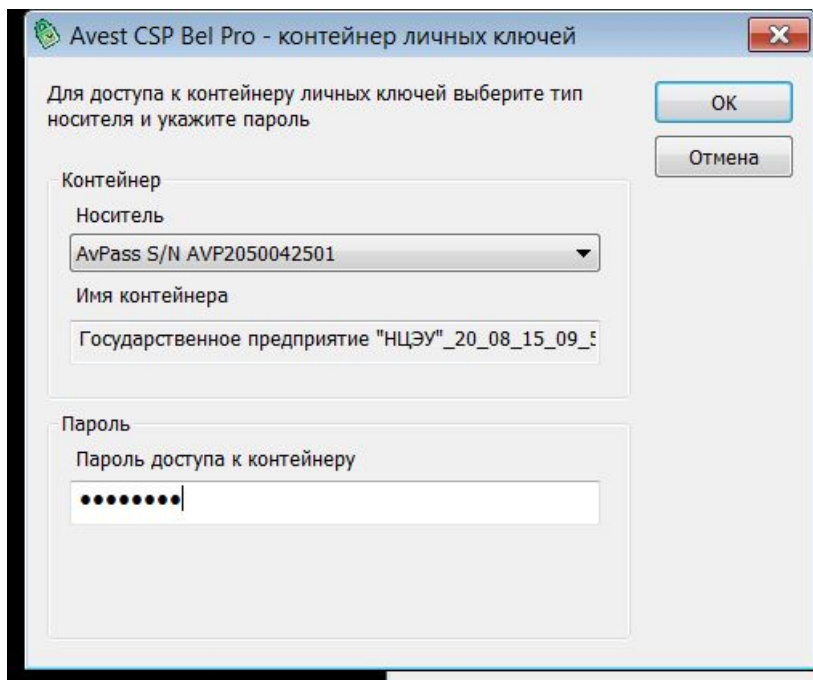 Avest CSP Bel Pro - контейнер личных ключей
Для доступа к контейнеру личных ключей выберите тип
носителя и укажите пароль
OK
Отмена
Контейнер
Носитель
AvPass S/N AVP2050042501
Имя контейнера
Государственное предприятие "НЦЭУ"_20_08_15_09_5
Пароль
Пароль доступа к контейнеру
••••••••